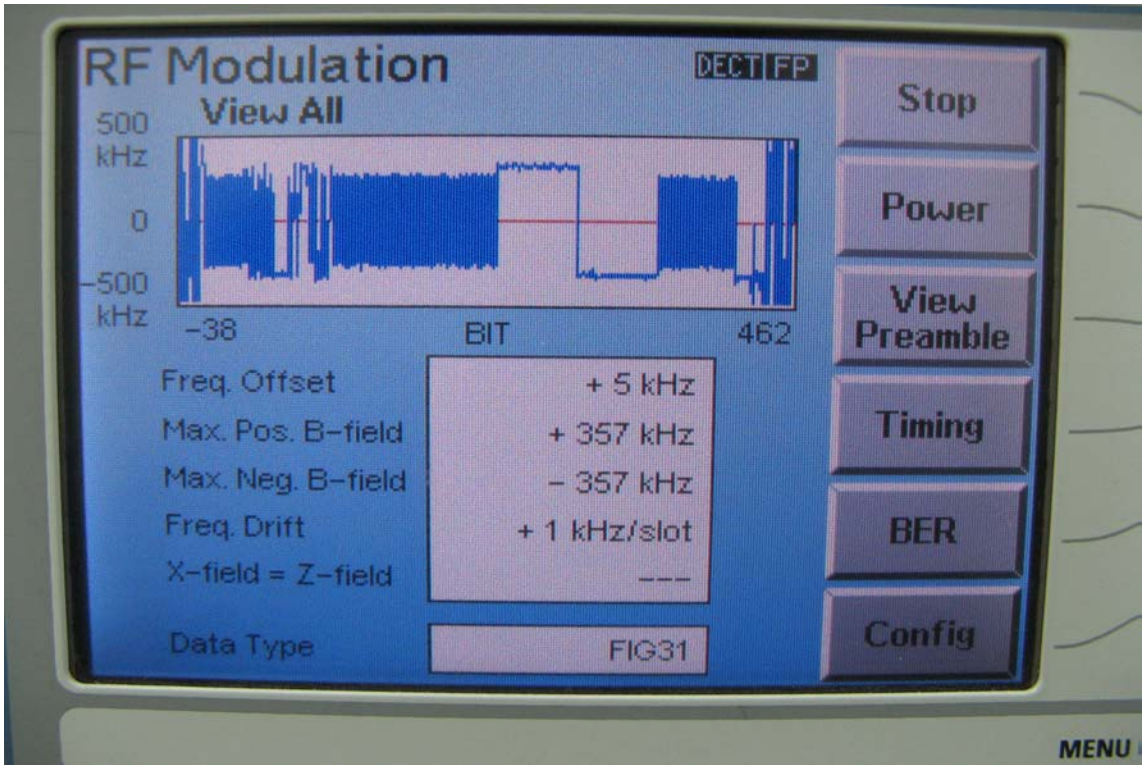 RF Modulation
DECT FP
View All
500
kHz
0
-500
kHz
-38 BIT 462
Freq. Offset + 5 kHz
Max. Pos. B-field + 357 kHz
Max. Neg. B-field - 357 kHz
Freq. Drift + 1 kHz/slot
X-field = Z-field ---
Data Type FIG31
Stop
Power
View
Preamble
Timing
BER
Config
MENU